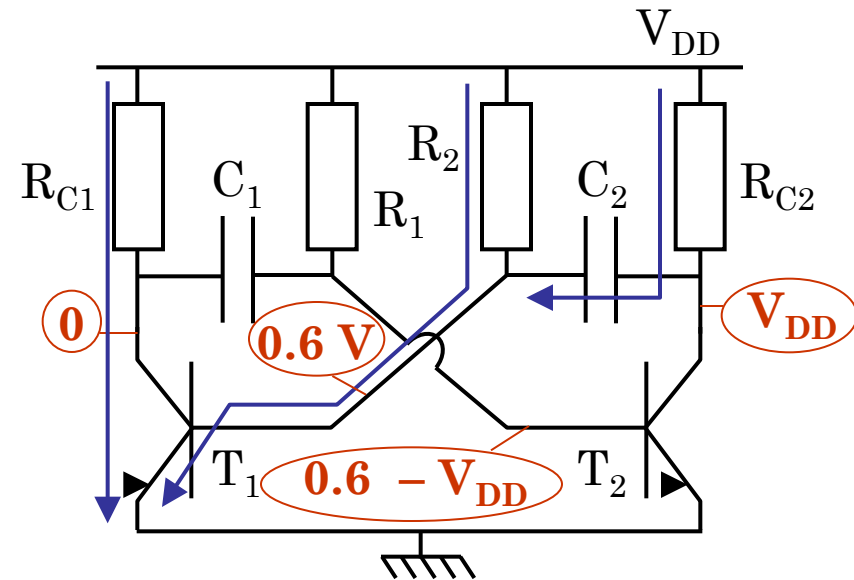 V_DD
R_C1
C_1
R_1
R_2
C_2
R_C2
0
0.6 V
V_DD
T_1
0.6 – V_DD
T_2